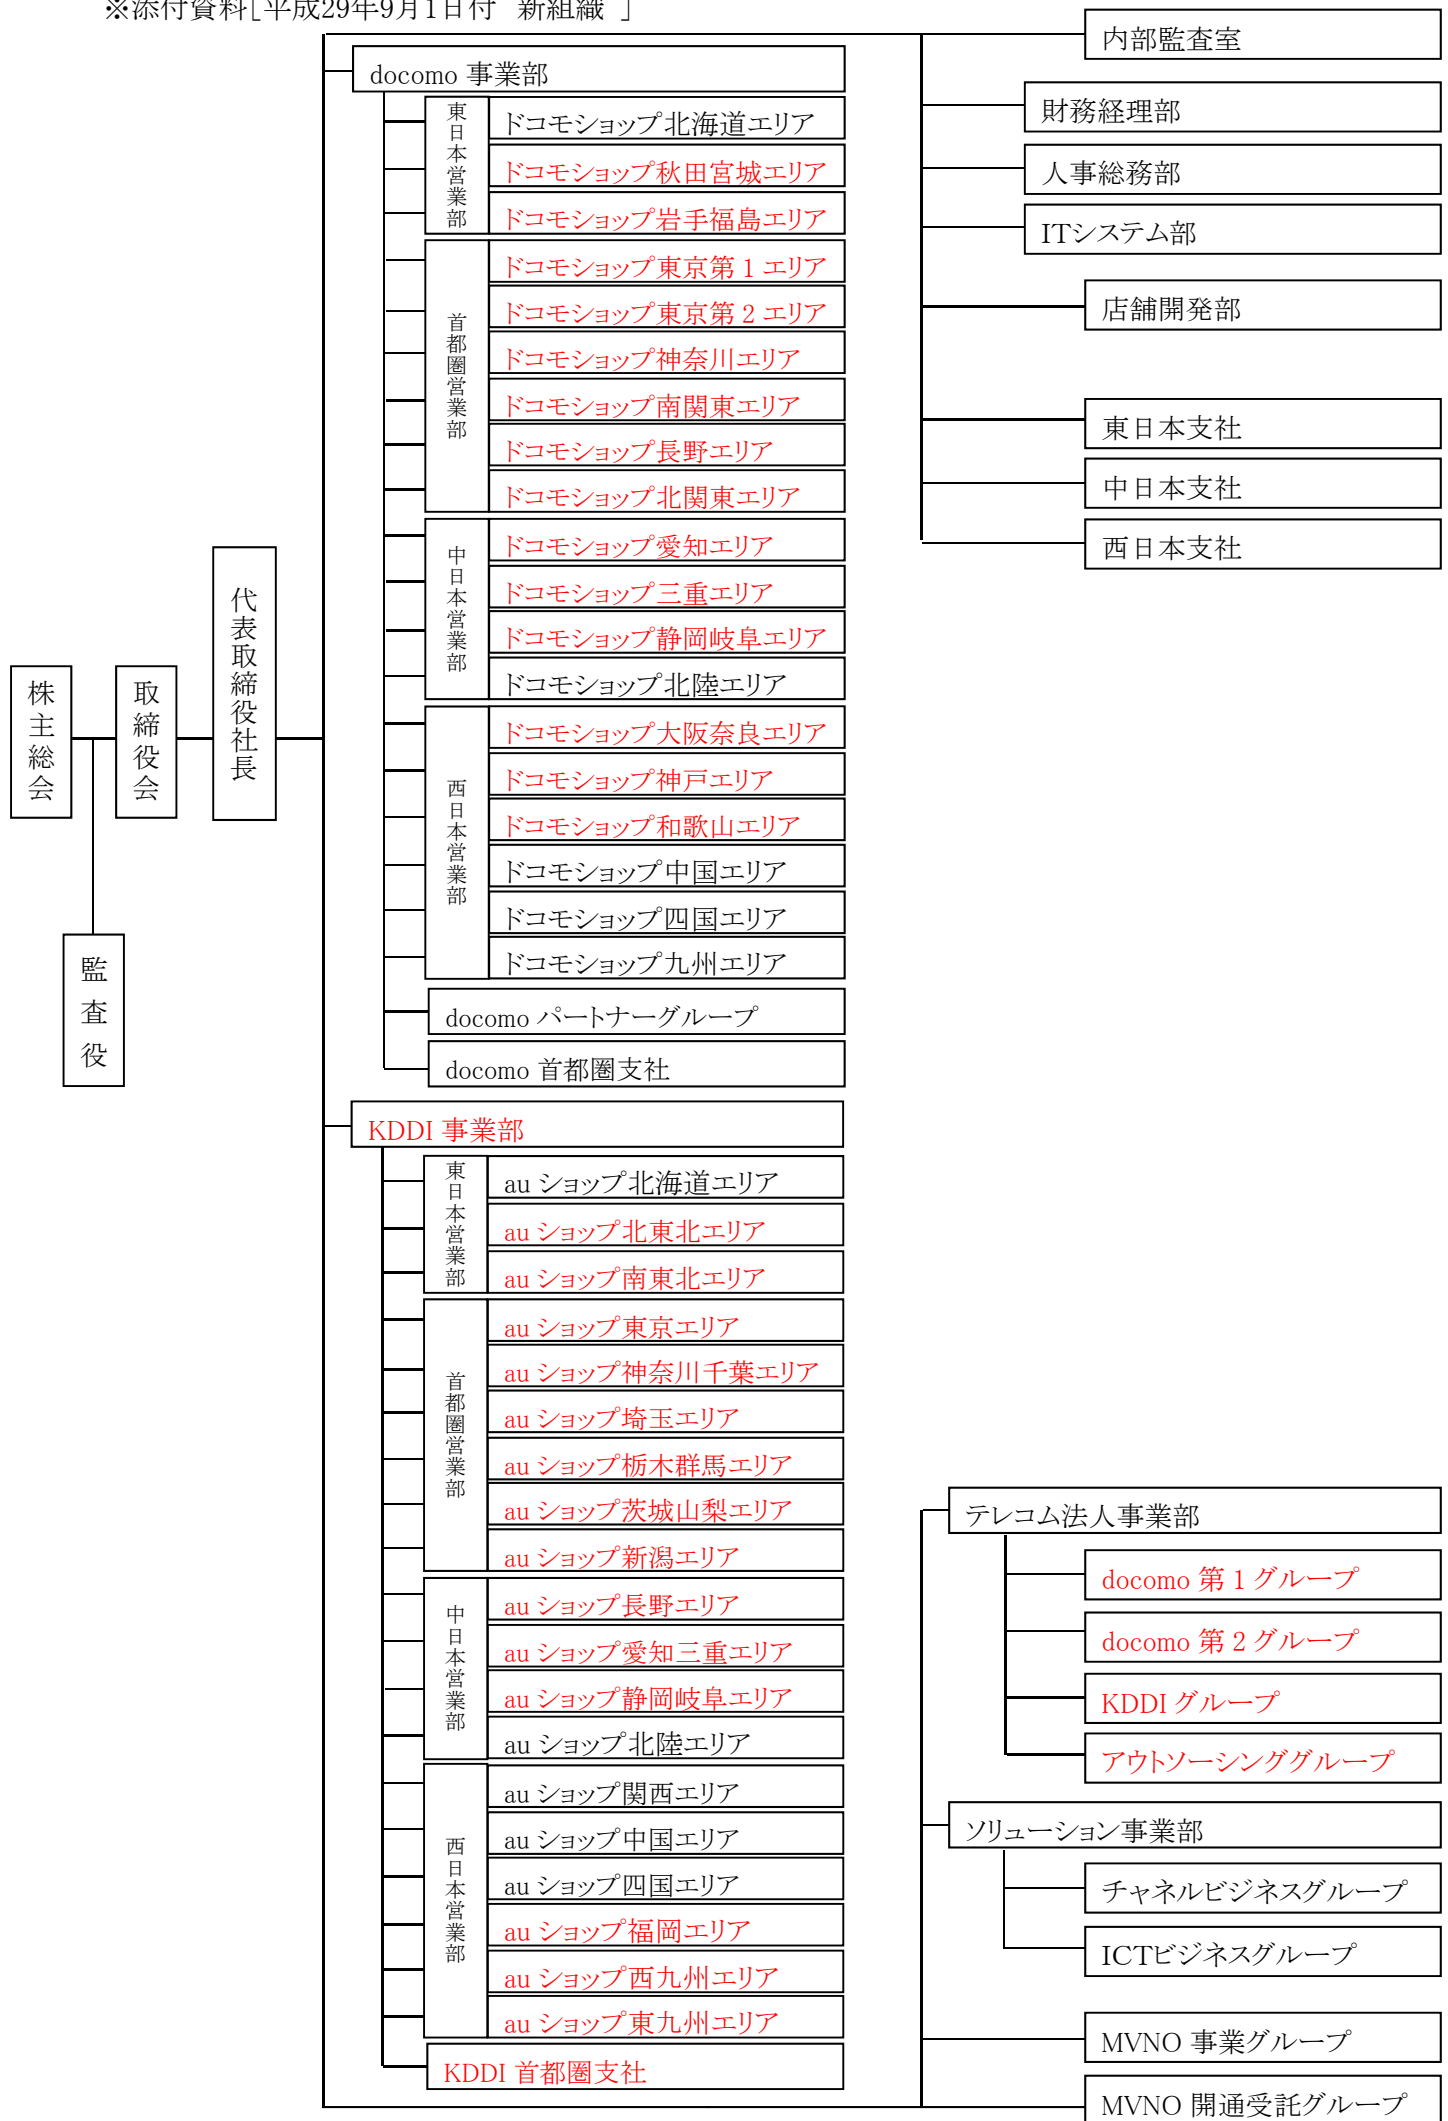 ※添付資料[平成29年9月1日付 新組織 ]
株主総会
監査役
取締役会
代表取締役社長
docomo 事業部
東日本営業部
ドコモショップ北海道エリア
ドコモショップ秋田宮城エリア
ドコモショップ岩手福島エリア
首都圏営業部
ドコモショップ東京第 1 エリア
ドコモショップ東京第 2 エリア
ドコモショップ神奈川エリア
ドコモショップ南関東エリア
ドコモショップ長野エリア
ドコモショップ北関東エリア
中日本営業部
ドコモショップ愛知エリア
ドコモショップ三重エリア
ドコモショップ静岡岐阜エリア
ドコモショップ北陸エリア
西日本営業部
ドコモショップ大阪奈良エリア
ドコモショップ神戸エリア
ドコモショップ和歌山エリア
ドコモショップ中国エリア
ドコモショップ四国エリア
ドコモショップ九州エリア
docomo パートナーグループ
docomo 首都圏支社
KDDI 事業部
東日本営業部
au ショップ北海道エリア
au ショップ北東北エリア
au ショップ南東北エリア
首都圏営業部
au ショップ東京エリア
au ショップ神奈川千葉エリア
au ショップ埼玉エリア
au ショップ栃木群馬エリア
au ショップ茨城山梨エリア
au ショップ新潟エリア
中日本営業部
au ショップ長野エリア
au ショップ愛知三重エリア
au ショップ静岡岐阜エリア
au ショップ北陸エリア
西日本営業部
au ショップ関西エリア
au ショップ中国エリア
au ショップ四国エリア
au ショップ福岡エリア
au ショップ西九州エリア
au ショップ東九州エリア
KDDI 首都圏支社
内部監査室
財務経理部
人事総務部
ITシステム部
店舗開発部
東日本支社
中日本支社
西日本支社
テレコム法人事業部
docomo 第 1 グループ
docomo 第 2 グループ
KDDI グループ
アウトソーシンググループ
ソリューション事業部
チャネルビジネスグループ
ICTビジネスグループ
MVNO 事業グループ
MVNO 開通受託グループ